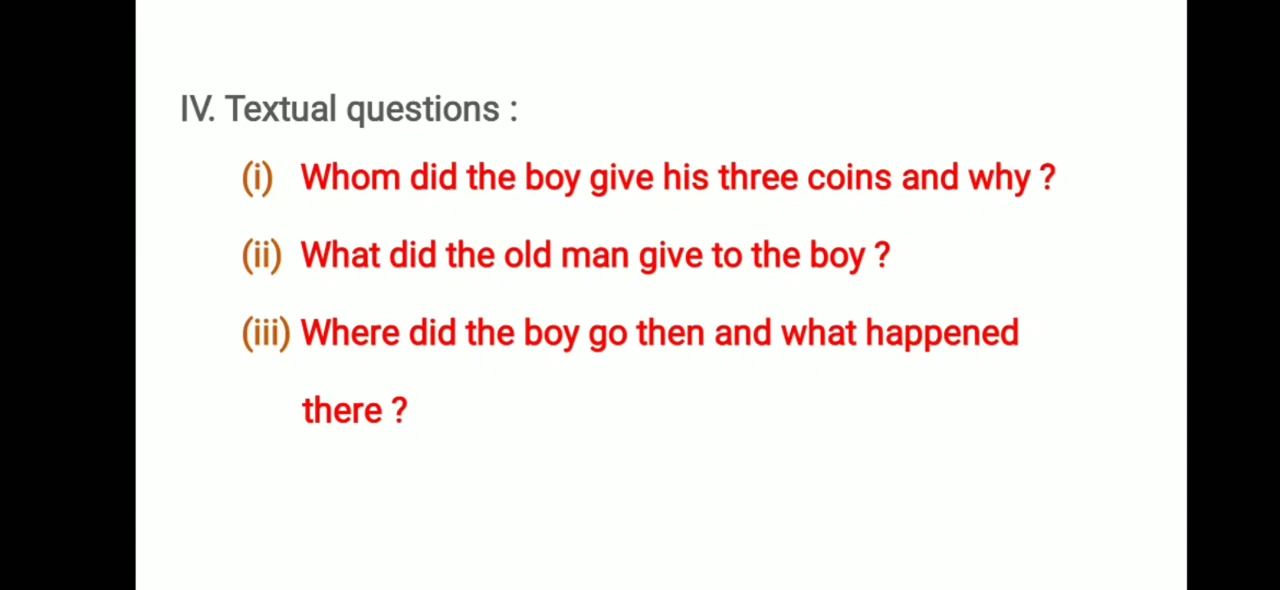 IV. Textual questions :
(i) Whom did the boy give his three coins and why ?
(ii) What did the old man give to the boy ?
(iii) Where did the boy go then and what happened
there ?